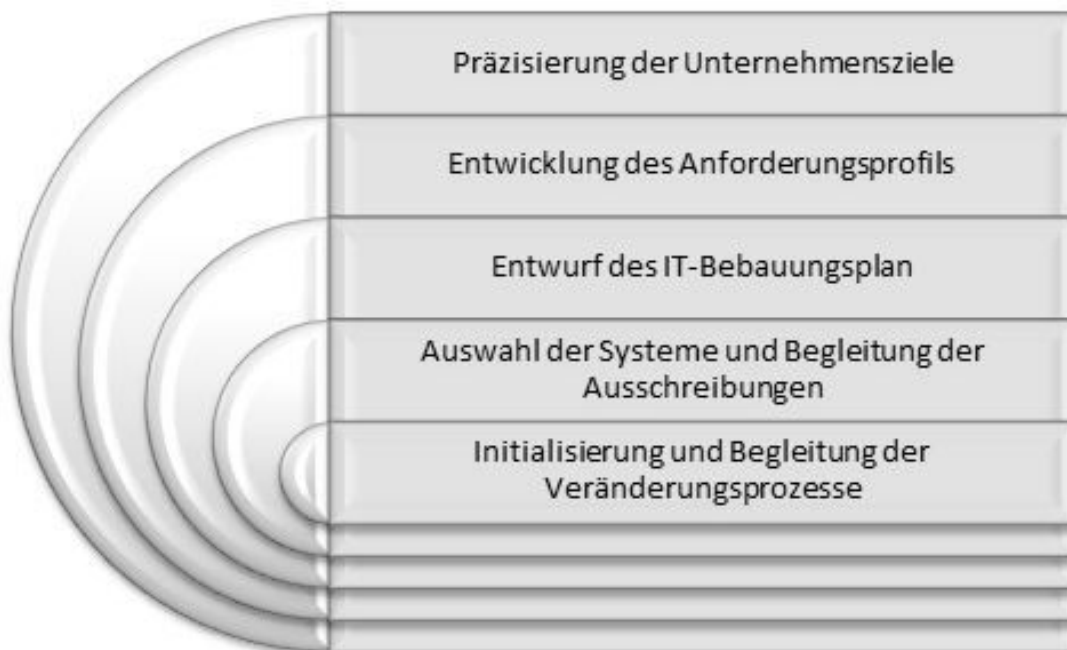 Präzisierung der Unternehmensziele
Entwicklung des Anforderungsprofils
Entwurf des IT-Bebauungsplan
Auswahl der Systeme und Begleitung der
Ausschreibungen
Initialisierung und Begleitung der
Veränderungsprozesse